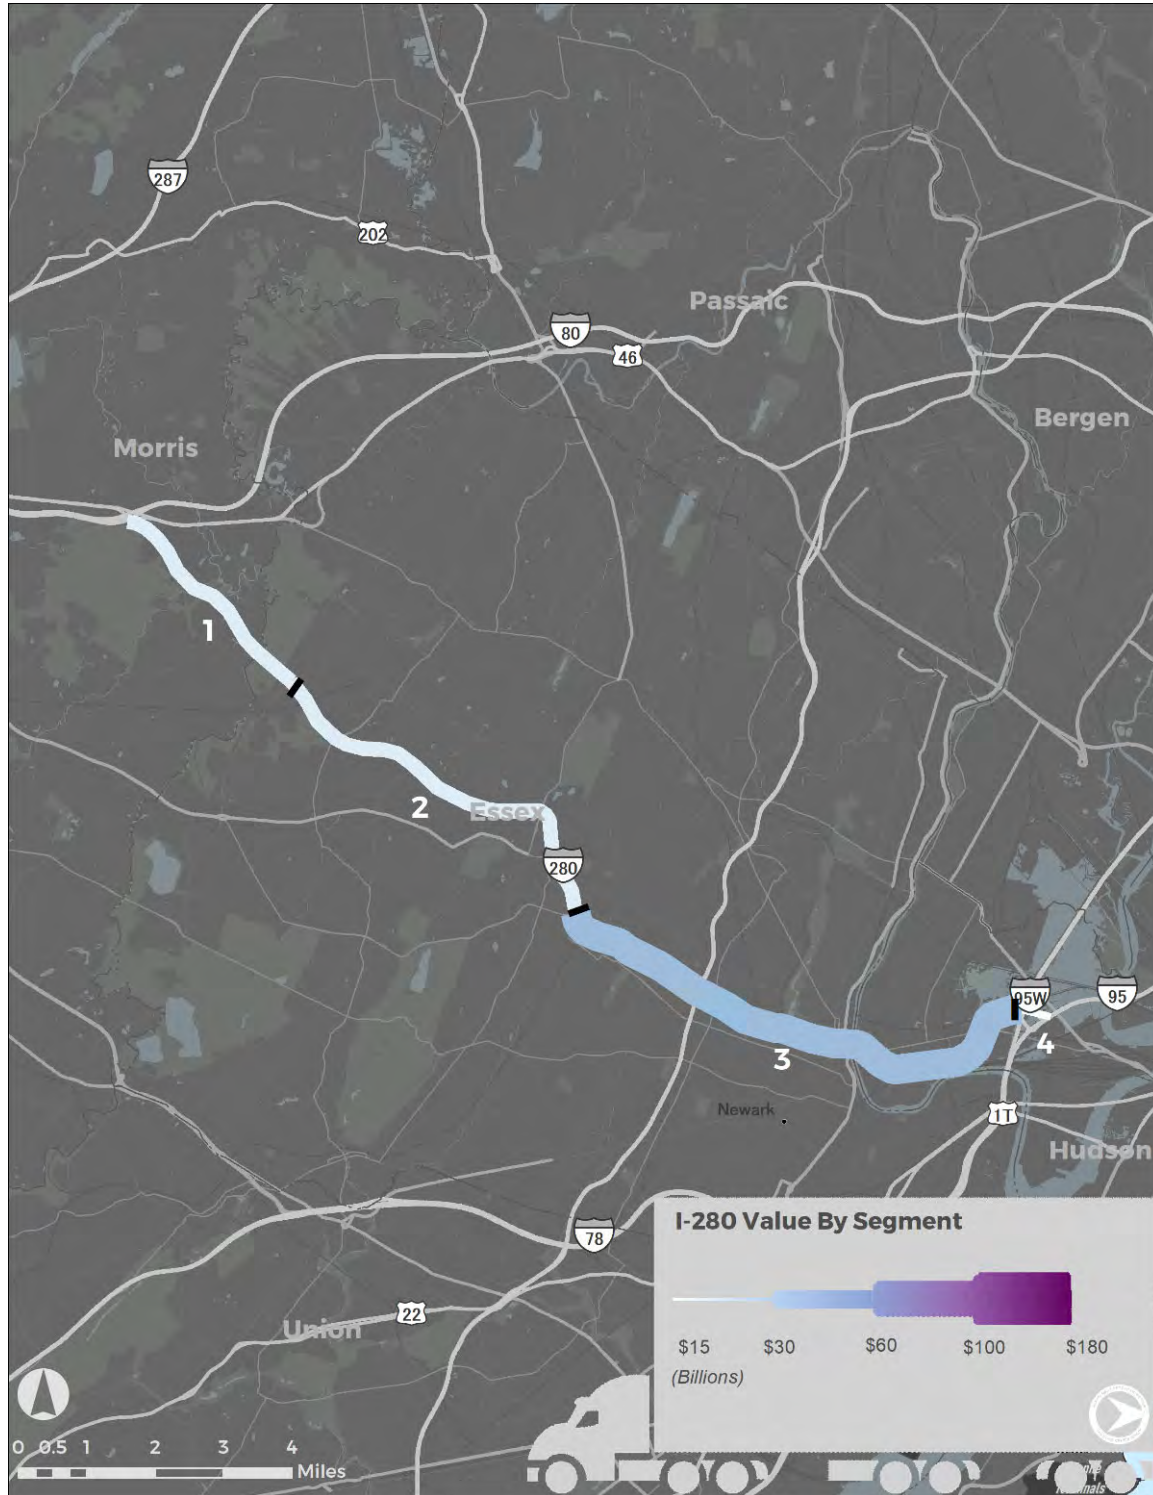 287
202
Passaic
80
46
Bergen
Morris
1
2
Essex
280
95W
95
3
4
Newark
1T
Hudson
I-280 Value By Segment
78
22
Union
$15 $30 $60 $100 $180
(Billions)
0 0.5 1 2 3 4
Miles